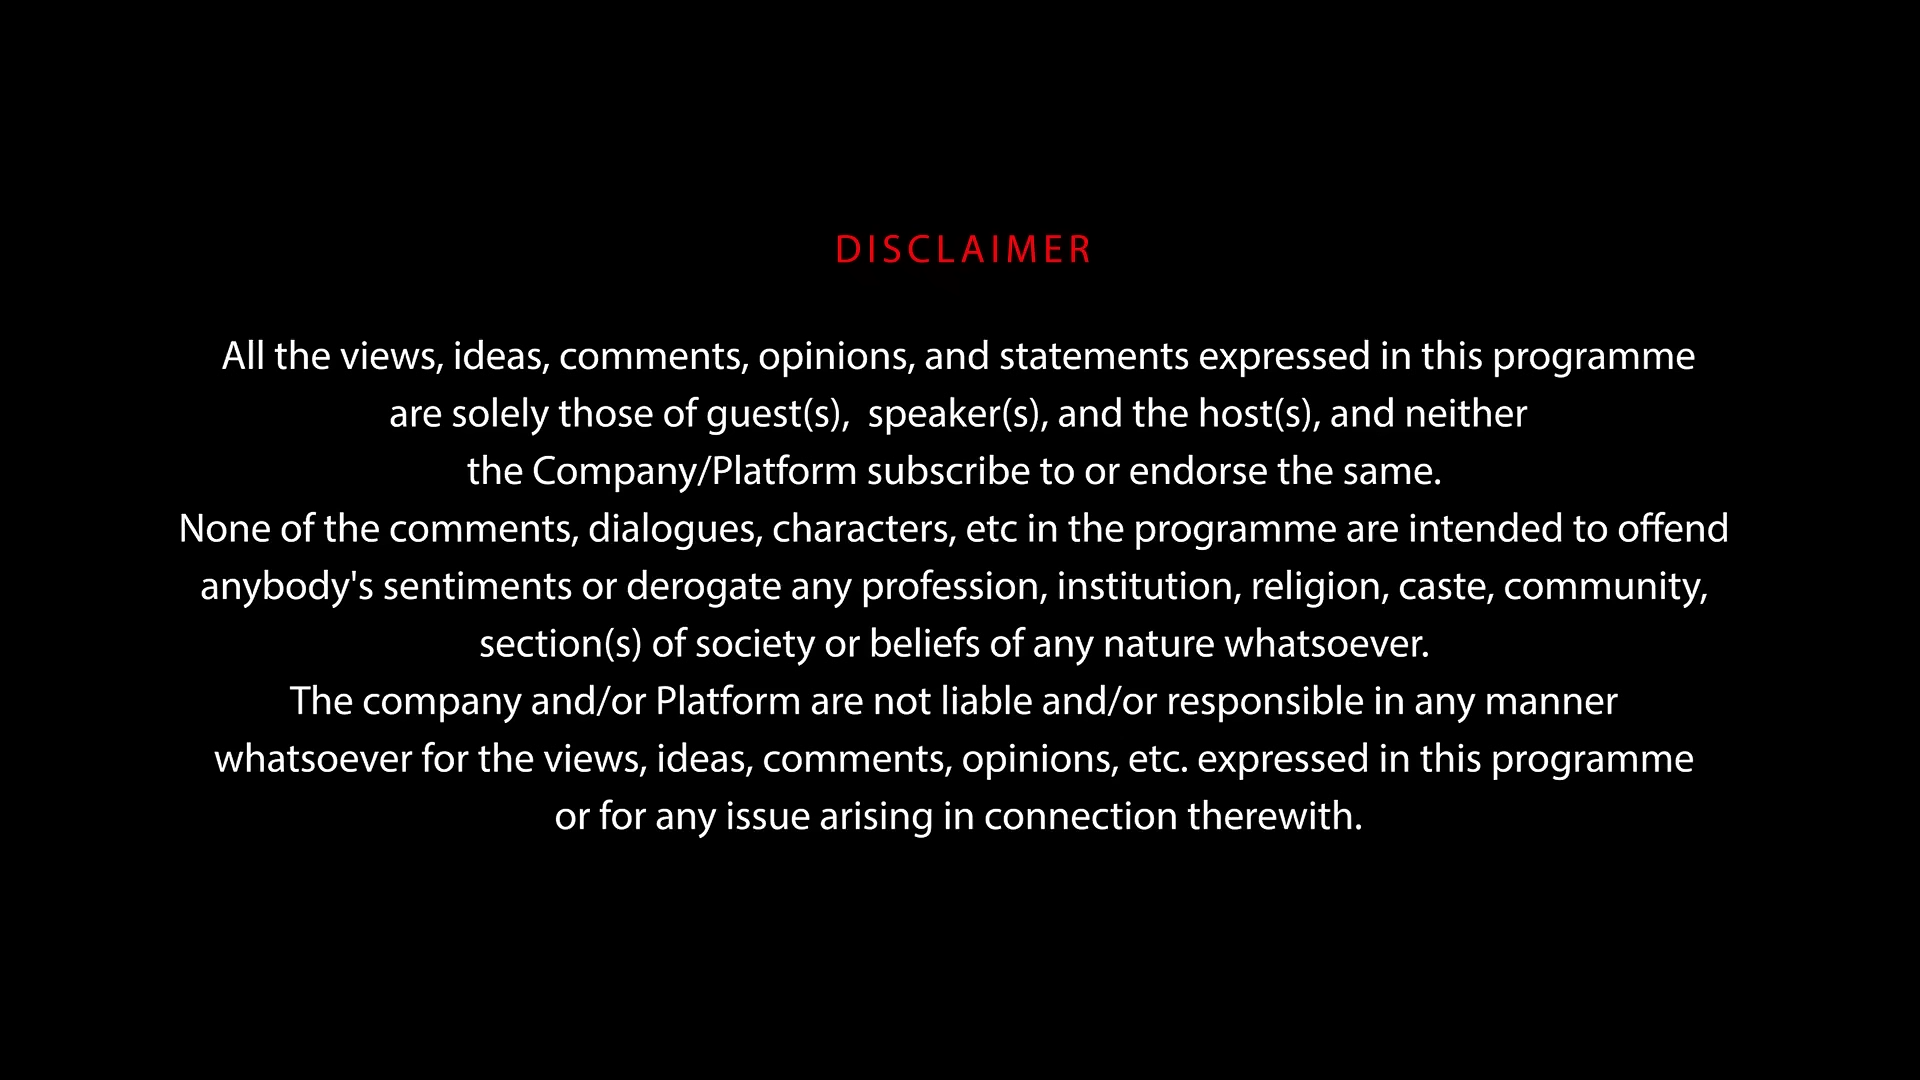 DISCLAIMER
All the views, ideas, comments, opinions, and statements expressed in this programme
are solely those of guest(s),  speaker(s), and the host(s), and neither
the Company/Platform subscribe to or endorse the same.
None of the comments, dialogues, characters, etc in the programme are intended to offend
anybody's sentiments or derogate any profession, institution, religion, caste, community,
section(s) of society or beliefs of any nature whatsoever.
The company and/or Platform are not liable and/or responsible in any manner
whatsoever for the views, ideas, comments, opinions, etc. expressed in this programme
or for any issue arising in connection therewith.